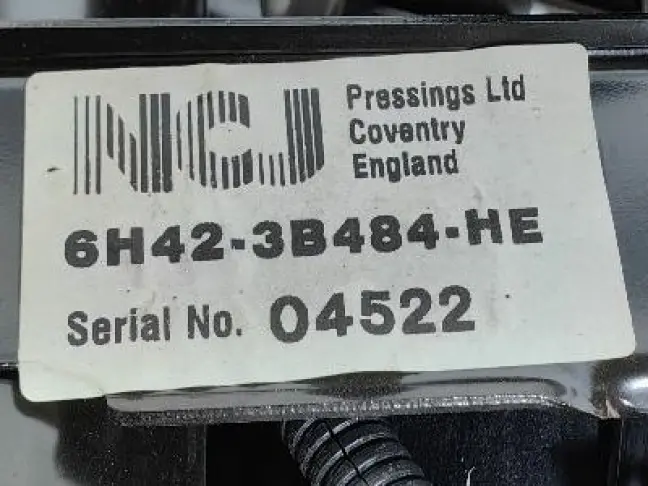 NCJ
Pressings Ltd
Coventry
England
6H42-3B484-HE
Serial No. 04522